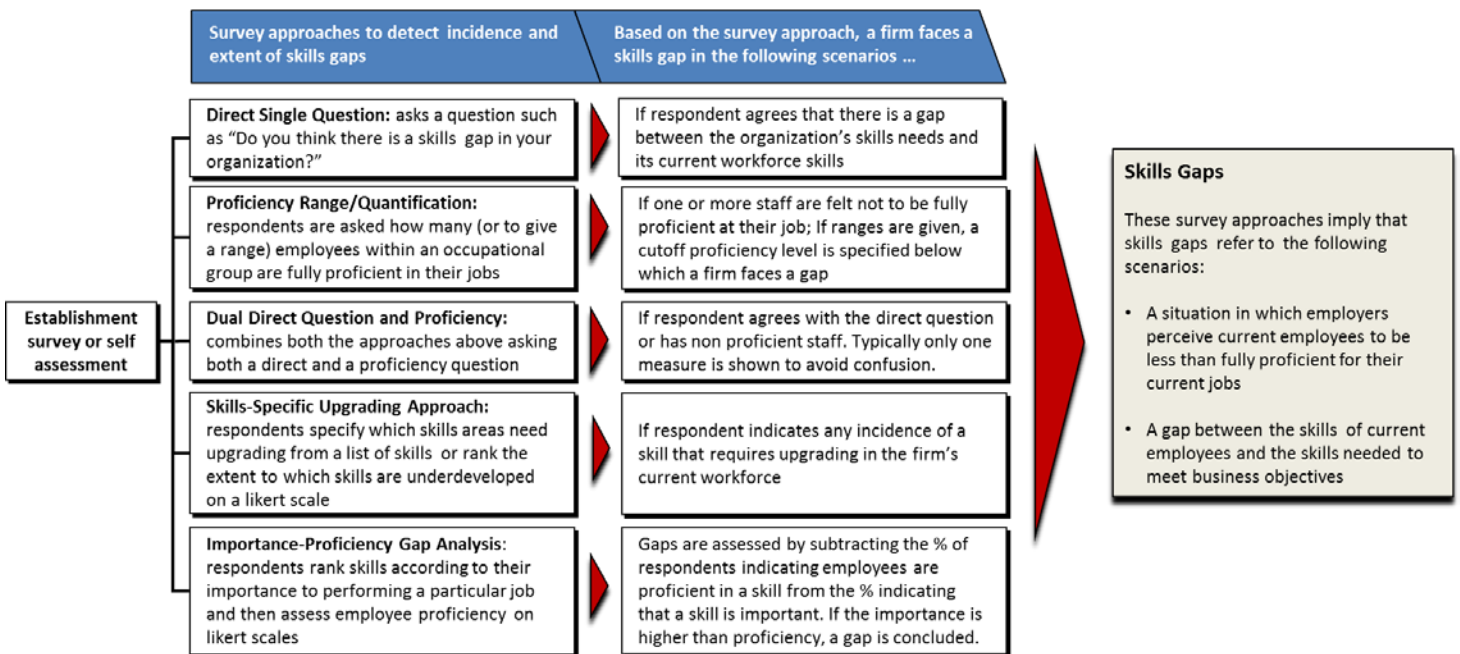 Survey approaches to detect incidence and
extent of skills gaps
Based on the survey approach, a firm faces a
skills gap in the following scenarios ...
Establishment
survey or self
assessment
Direct Single Question: asks a question such
as “Do you think there is a skills gap in your
organization?”
If respondent agrees that there is a gap
between the organization’s skills needs and
its current workforce skills
Proficiency Range/Quantification:
respondents are asked how many (or to give
a range) employees within an occupational
group are fully proficient in their jobs
If one or more staff are felt not to be fully
proficient at their job; If ranges are given, a
cutoff proficiency level is specified below
which a firm faces a gap
Dual Direct Question and Proficiency:
combines both the approaches above asking
both a direct and a proficiency question
If respondent agrees with the direct question
or has non proficient staff. Typically only one
measure is shown to avoid confusion.
Skills-Specific Upgrading Approach:
respondents specify which skills areas need
upgrading from a list of skills or rank the
extent to which skills are underdeveloped
on a likert scale
If respondent indicates any incidence of a
skill that requires upgrading in the firm’s
current workforce
Importance-Proficiency Gap Analysis:
respondents rank skills according to their
importance to performing a particular job
and then assess employee proficiency on
likert scales
Gaps are assessed by subtracting the % of
respondents indicating employees are
proficient in a skill from the % indicating
that a skill is important. If the importance is
higher than proficiency, a gap is concluded.
Skills Gaps
These survey approaches imply that
skills gaps refer to the following
scenarios:
• A situation in which employers
perceive current employees to be
less than fully proficient for their
current jobs
• A gap between the skills of current
employees and the skills needed to
meet business objectives